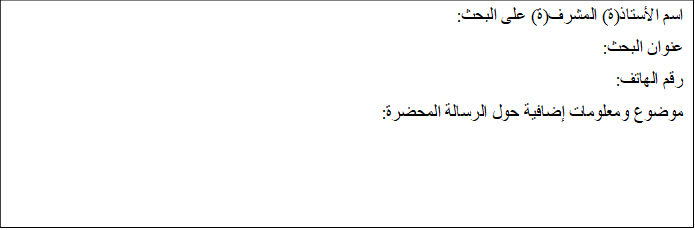 اسم الأستاذ(ة) المشرف(ة) على البحث:
عنوان البحث:
رقم الهاتف:
موضوع ومعلومات إضافية حول الرسالة المحضرة: